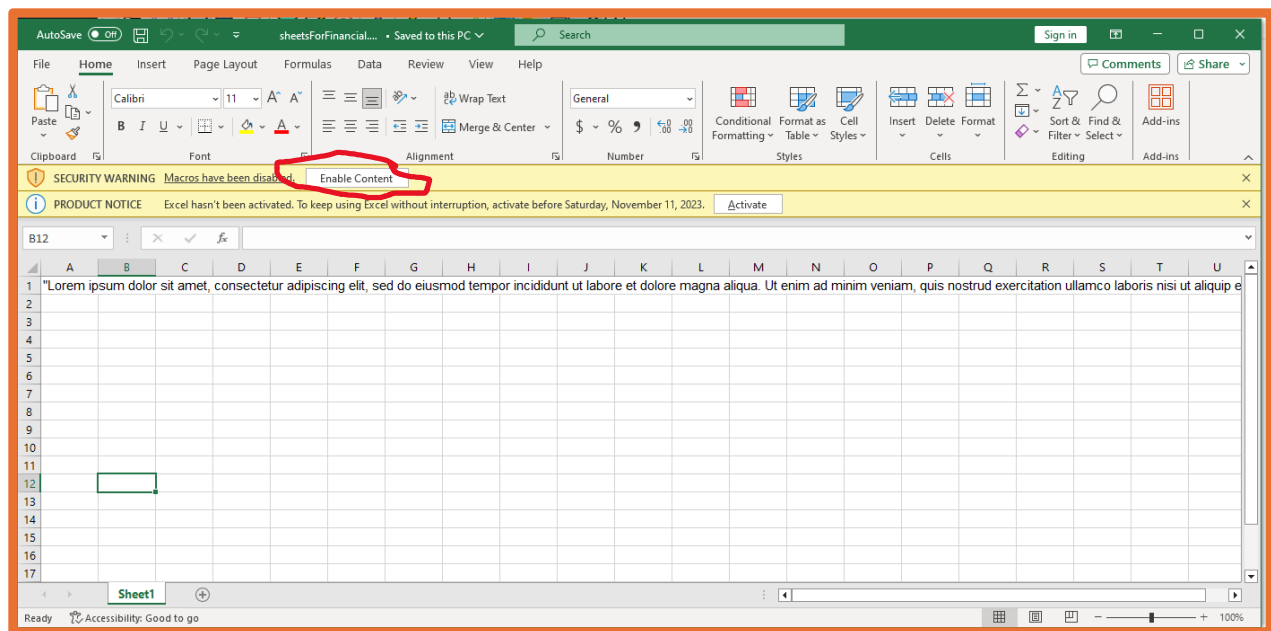 AutoSave Off sheetsForFinancial.... • Saved to this PC Search Sign in
File Home Insert Page Layout Formulas Data Review View Help Comments Share
Paste Calibri 11 A^ Aˇ Wrap Text General Conditional Formatting Format as Table Cell Styles Insert Delete Format Sort & Filter Find & Select Add-ins
B I U A Merge & Center $ % 9 .00
Clipboard Font Alignment Number Styles Cells Editing Add-ins
SECURITY WARNING Macros have been disabled. Enable Content
PRODUCT NOTICE Excel hasn't been activated. To keep using Excel without interruption, activate before Saturday, November 11, 2023. Activate
B12 fx
A B C D E F G H I J K L M N O P Q R S T U
1 "Lorem ipsum dolor sit amet, consectetur adipiscing elit, sed do eiusmod tempor incididunt ut labore et dolore magna aliqua. Ut enim ad minim veniam, quis nostrud exercitation ullamco laboris nisi ut aliquip e
2
3
4
5
6
7
8
9
10
11
12
13
14
15
16
17
Sheet1
Ready Accessibility: Good to go 100%